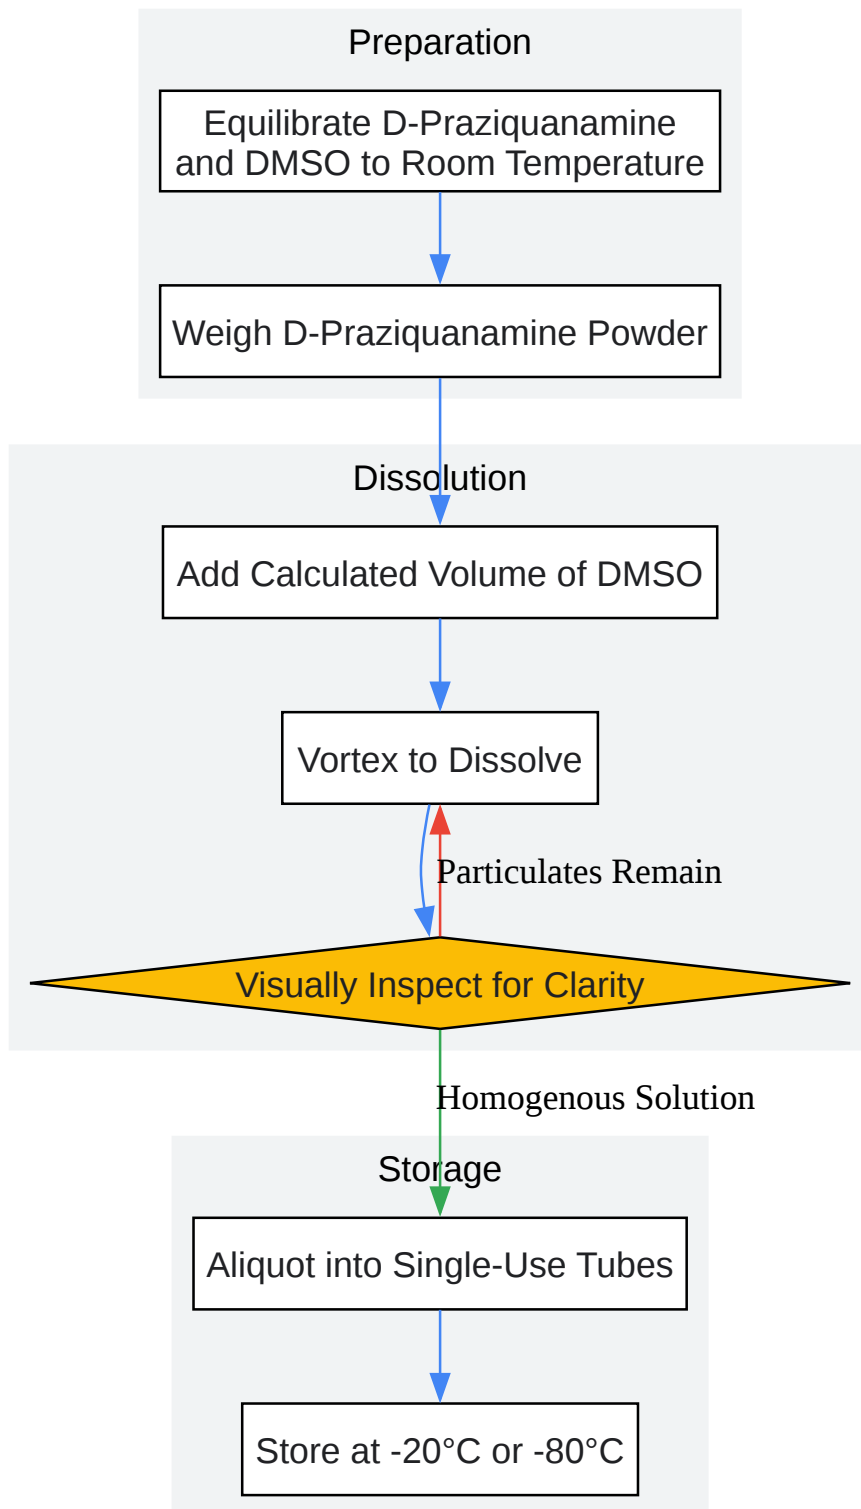 Preparation
Equilibrate D-Praziquanamine
and DMSO to Room Temperature
Weigh D-Praziquanamine Powder
Dissolution
Add Calculated Volume of DMSO
Vortex to Dissolve
Particulates Remain
Visually Inspect for Clarity
Homogenous Solution
Storage
Aliquot into Single-Use Tubes
Store at -20°C or -80°C